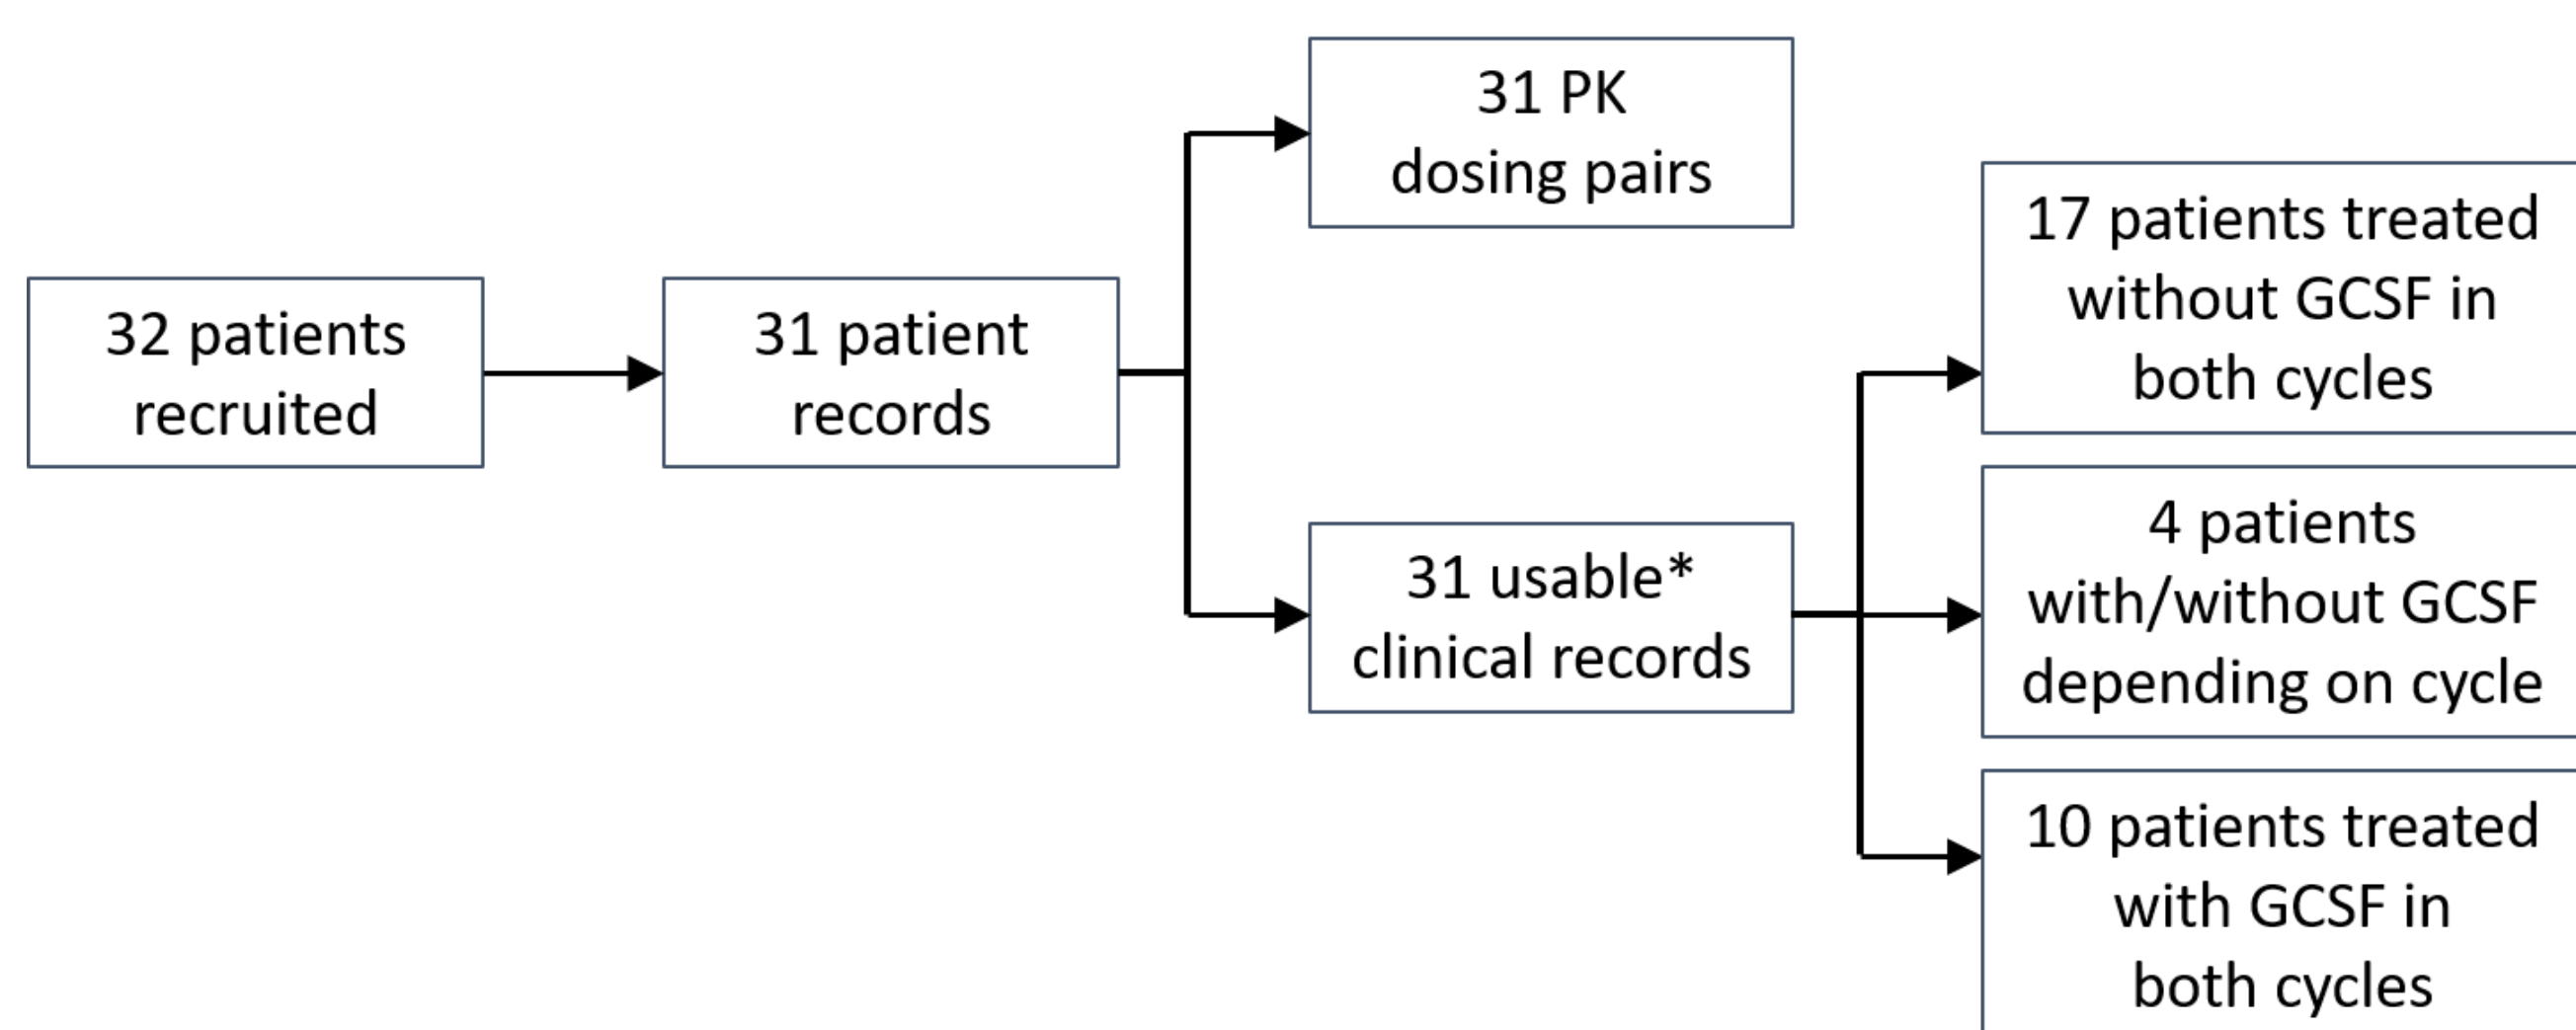 32 patients
recruited
31 patient
records
31 PK
dosing pairs
31 usable*
clinical records
17 patients treated
without GCSF in
both cycles
4 patients
with/without GCSF
depending on cycle
10 patients treated
with GCSF in
both cycles